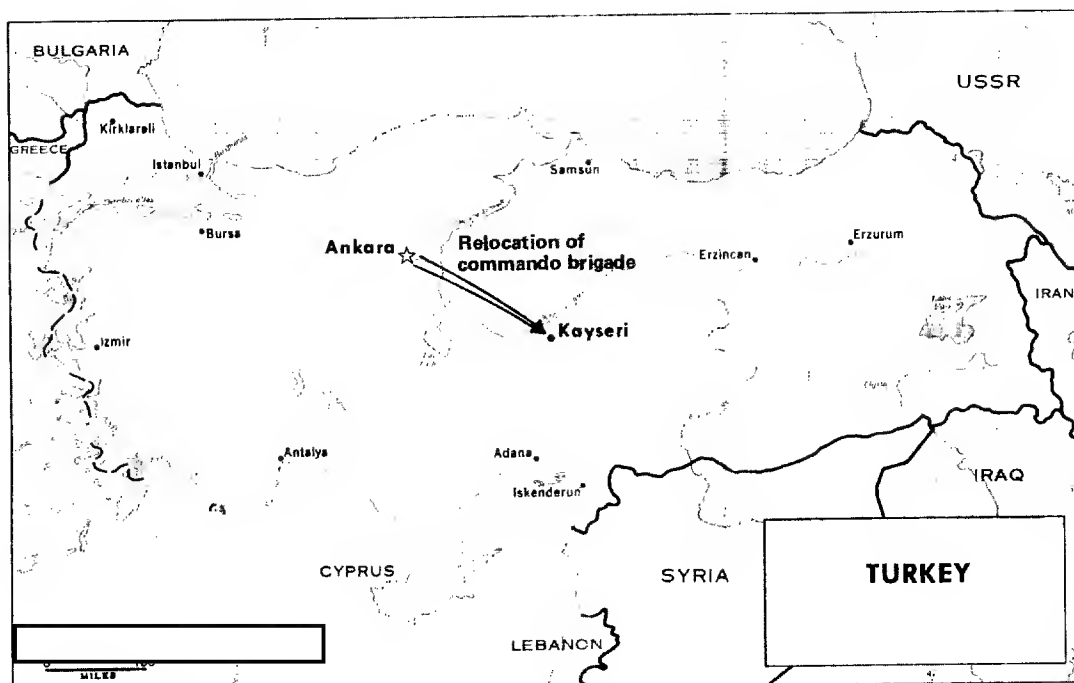 BULGARIA
USSR
Kirklareli
GREECE
Istanbul
Samsun
Bursa
Ankara
Relocation of
commando brigade
Erzincan
Erzurum
IRAN
Kayseri
Izmir
Antalya
Adana
Iskenderun
IRAQ
CYPRUS
SYRIA
TURKEY
LEBANON
MILES